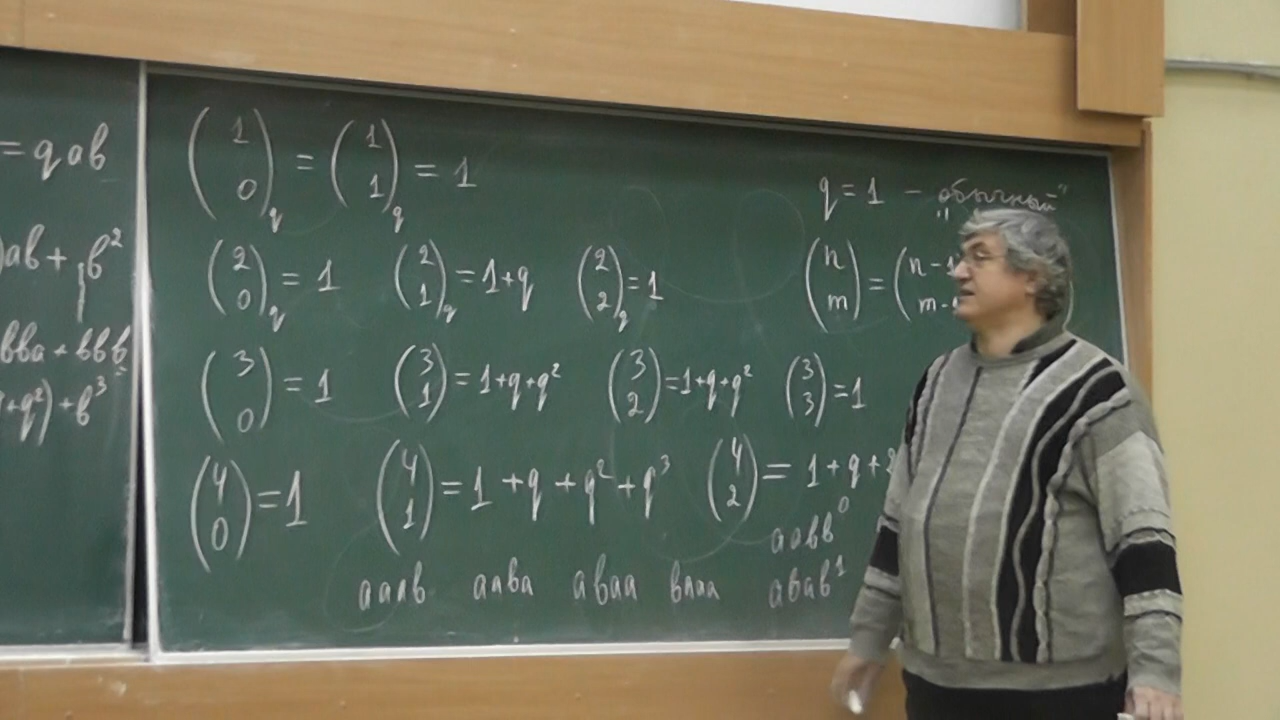 = qab
)ab + b²
bba + bbb
+q²) + b³
(1 0)_q = (1 1)_q = 1
q = 1 – „обычный"
(2 0)_q = 1 (2 1)_q = 1+q (2 2)_q = 1
(n m) = (n-1 m-
(3 0) = 1 (3 1) = 1+q+q² (3 2) = 1+q+q² (3 3) = 1
(4 0) = 1 (4 1) = 1 + q + q² + q³ (4 2) = 1 + q + 2
aabb⁰
aaab aaba abaa baaa abab¹